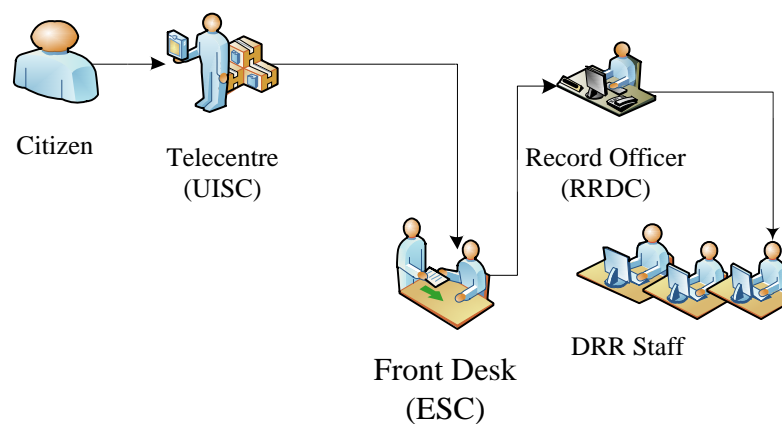 Citizen
Telecentre
(UISC)
Record Officer
(RRDC)
DRR Staff
Front Desk
(ESC)